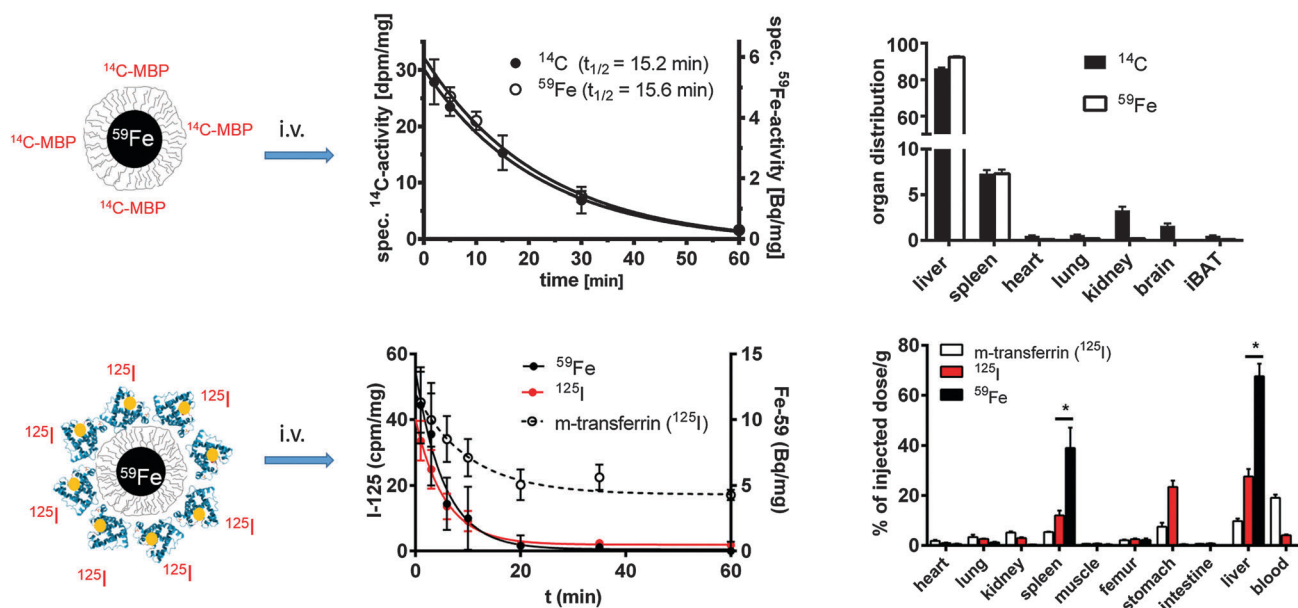 ¹⁴C-MBP
¹⁴C-MBP
¹⁴C-MBP
¹⁴C-MBP
⁵⁹Fe
i.v.
spec. ¹⁴C-activity [dpm/mg]
30
20
10
0
¹⁴C (t1/2 = 15.2 min)
⁵⁹Fe (t1/2 = 15.6 min)
6
4
2
0
spec. ⁵⁹Fe-activity [Bq/mg]
0 10 20 30 40 50 60
time [min]
organ distribution
100
80
60
10
5
0
¹⁴C
⁵⁹Fe
liver
spleen
heart
lung
kidney
brain
iBAT
¹²⁵I
¹²⁵I
¹²⁵I
¹²⁵I
¹²⁵I
¹²⁵I
¹²⁵I
¹²⁵I
⁵⁹Fe
i.v.
I-125 (cpm/mg)
60
40
20
0
⁵⁹Fe
¹²⁵I
m-transferrin (¹²⁵I)
15
10
5
0
Fe-59 (Bq/mg)
0 20 40 60
t (min)
% of injected dose/g
80
60
40
20
0
m-transferrin (¹²⁵I)
¹²⁵I
⁵⁹Fe
*
*
heart
lung
kidney
spleen
muscle
femur
stomach
intestine
liver
blood